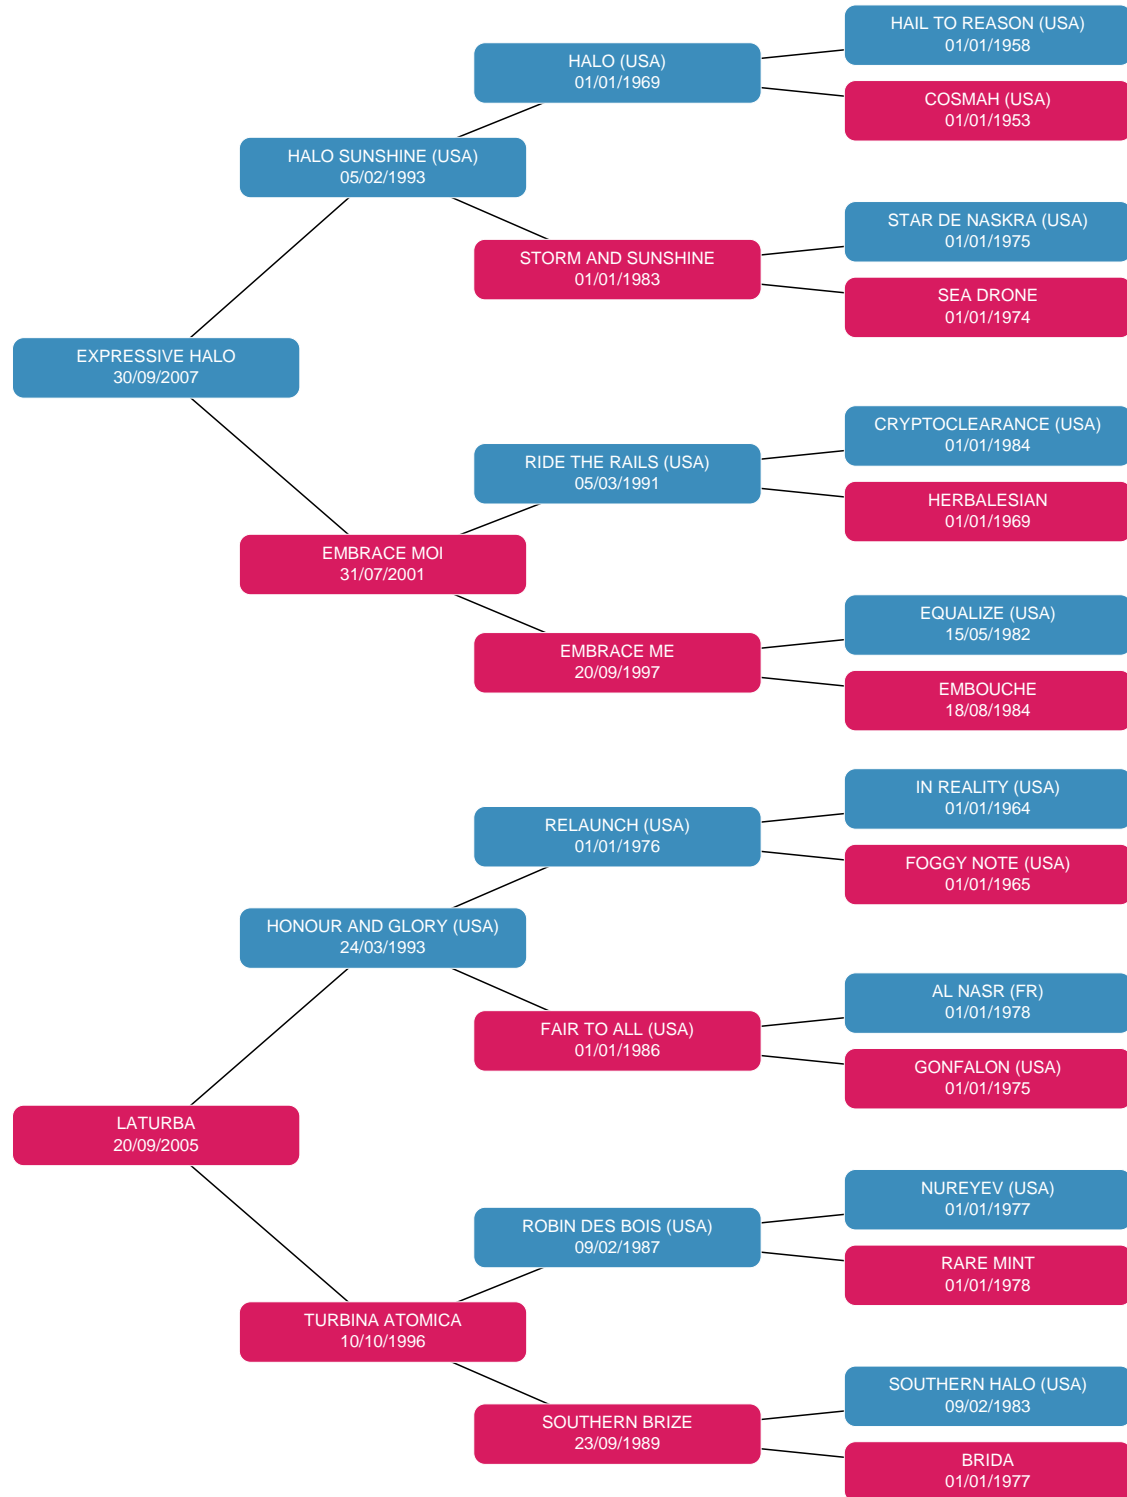 HAIL TO REASON (USA)
01/01/1958
HALO (USA)
01/01/1969
COSMAH (USA)
01/01/1953
HALO SUNSHINE (USA)
05/02/1993
STAR DE NASKRA (USA)
01/01/1975
STORM AND SUNSHINE
01/01/1983
SEA DRONE
01/01/1974
EXPRESSIVE HALO
30/09/2007
CRYPTOCLEARANCE (USA)
01/01/1984
RIDE THE RAILS (USA)
05/03/1991
HERBALESIAN
01/01/1969
EMBRACE MOI
31/07/2001
EQUALIZE (USA)
15/05/1982
EMBRACE ME
20/09/1997
EMBOUCHE
18/08/1984
IN REALITY (USA)
01/01/1964
RELAUNCH (USA)
01/01/1976
FOGGY NOTE (USA)
01/01/1965
HONOUR AND GLORY (USA)
24/03/1993
AL NASR (FR)
01/01/1978
FAIR TO ALL (USA)
01/01/1986
GONFALON (USA)
01/01/1975
LATURBA
20/09/2005
NUREYEV (USA)
01/01/1977
ROBIN DES BOIS (USA)
09/02/1987
RARE MINT
01/01/1978
TURBINA ATOMICA
10/10/1996
SOUTHERN HALO (USA)
09/02/1983
SOUTHERN BRIZE
23/09/1989
BRIDA
01/01/1977